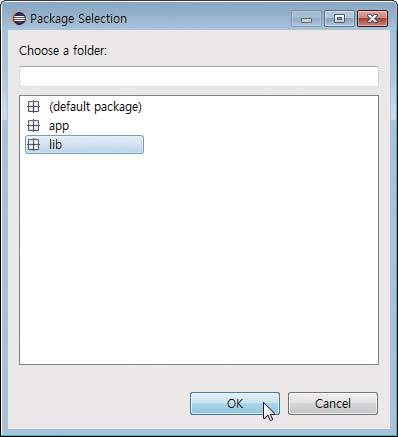 Package Selection
Choose a folder:
(default package)
app
lib
OK
Cancel